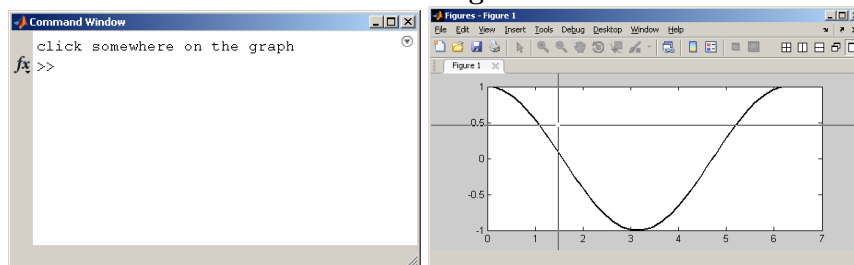 Command Window
click somewhere on the graph
fx >>
Figures - Figure 1
File Edit View Insert Tools Debug Desktop Window Help
Figure 1
1
0.5
0
-0.5
-1
0 1 2 3 4 5 6 7